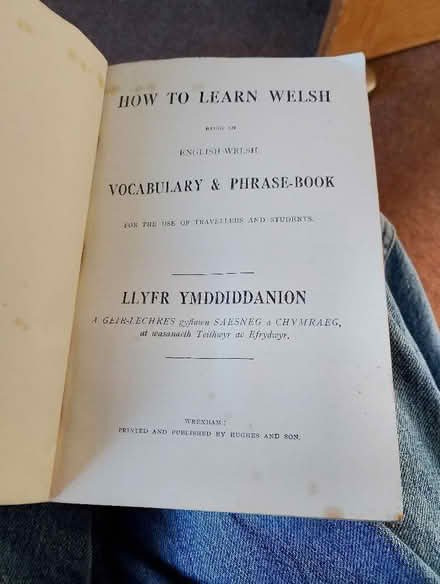 HOW TO LEARN WELSH
BEING AN
ENGLISH-WELSH
VOCABULARY & PHRASE-BOOK
FOR THE USE OF TRAVELLERS AND STUDENTS.
LLYFR YMDDIDDANION
A GEIR-LECHRES gyflawn SAESNEG a CHYMRAEG,
at wasanaeth Teithwyr ac Efrydwyr.
WREXHAM:
PRINTED AND PUBLISHED BY HUGHES AND SON.